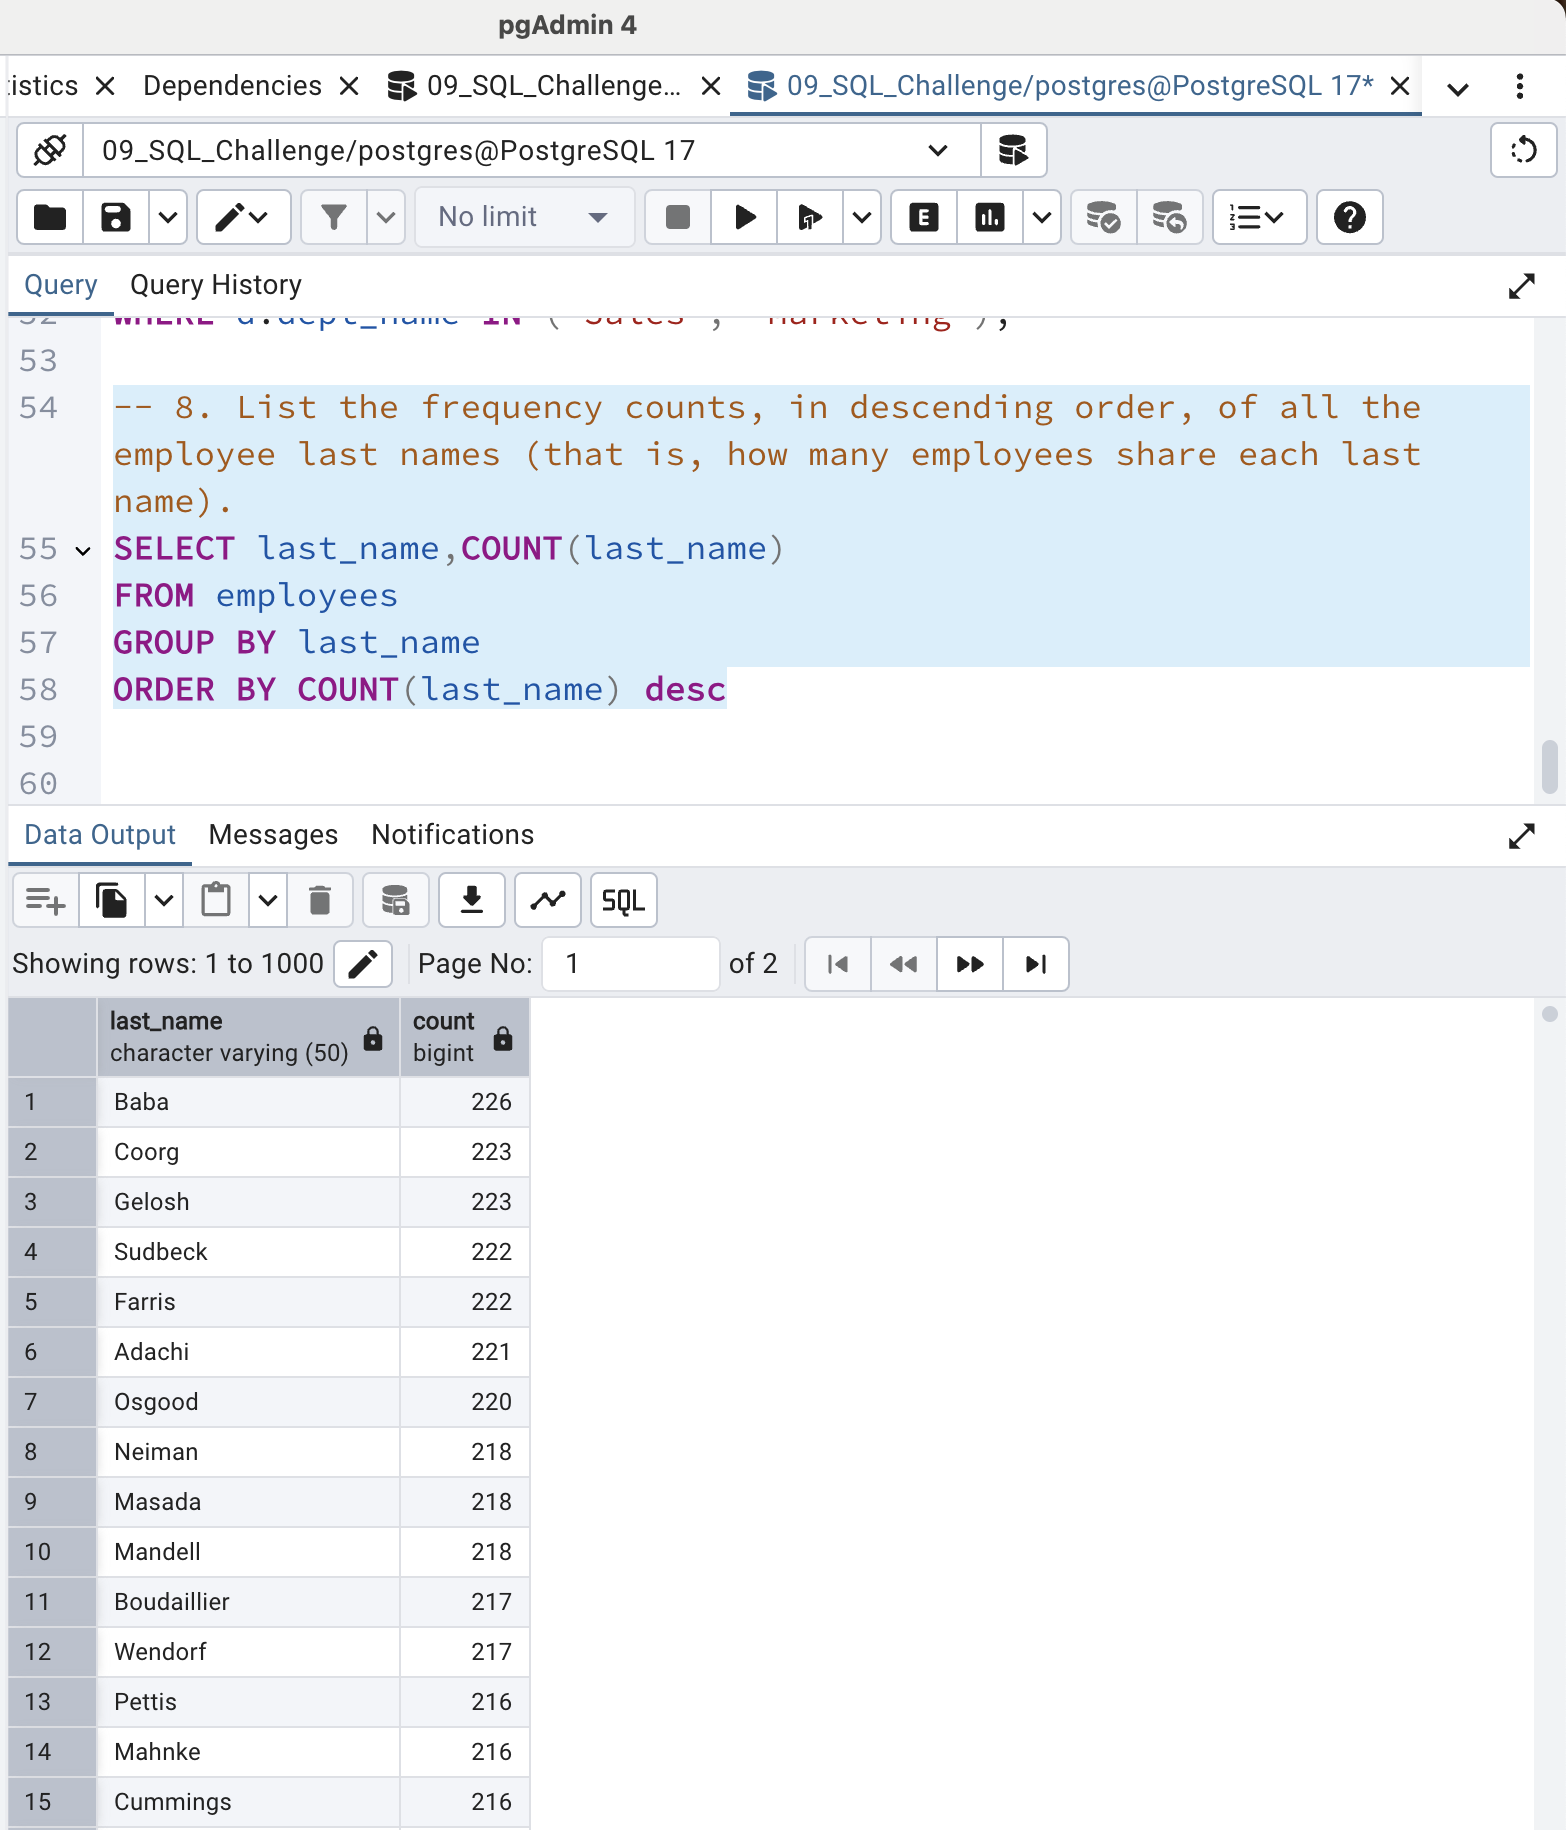 pgAdmin 4
istics Dependencies 09_SQL_Challenge... 09_SQL_Challenge/postgres@PostgreSQL 17*
09_SQL_Challenge/postgres@PostgreSQL 17
No limit
E
Query Query History
52 WHERE d.dept_name IN ('Sales', 'Marketing');
53
54 -- 8. List the frequency counts, in descending order, of all the
employee last names (that is, how many employees share each last
name).
55 SELECT last_name,COUNT(last_name)
56 FROM employees
57 GROUP BY last_name
58 ORDER BY COUNT(last_name) desc
59
60
Data Output Messages Notifications
SQL
Showing rows: 1 to 1000 Page No: 1 of 2
last_name count
character varying (50) bigint
1 Baba 226
2 Coorg 223
3 Gelosh 223
4 Sudbeck 222
5 Farris 222
6 Adachi 221
7 Osgood 220
8 Neiman 218
9 Masada 218
10 Mandell 218
11 Boudaillier 217
12 Wendorf 217
13 Pettis 216
14 Mahnke 216
15 Cummings 216